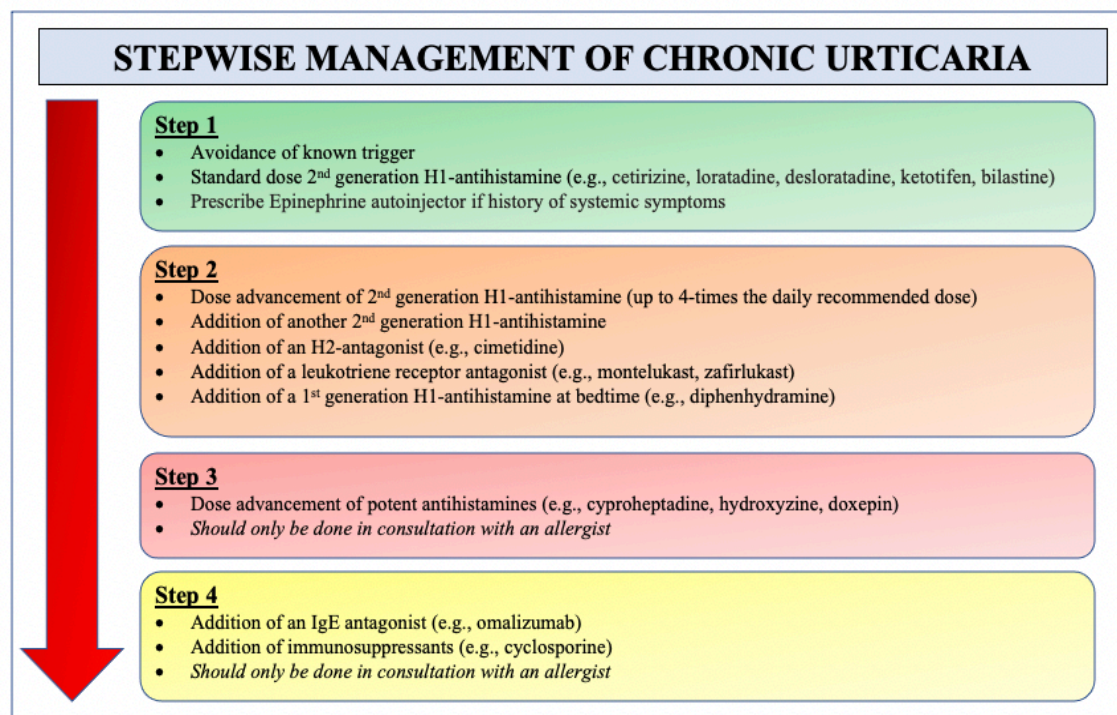 STEPWISE MANAGEMENT OF CHRONIC URTICARIA
Step 1
• Avoidance of known trigger
• Standard dose 2nd generation H1-antihistamine (e.g., cetirizine, loratadine, desloratadine, ketotifen, bilastine)
• Prescribe Epinephrine autoinjector if history of systemic symptoms
Step 2
• Dose advancement of 2nd generation H1-antihistamine (up to 4-times the daily recommended dose)
• Addition of another 2nd generation H1-antihistamine
• Addition of an H2-antagonist (e.g., cimetidine)
• Addition of a leukotriene receptor antagonist (e.g., montelukast, zafirlukast)
• Addition of a 1st generation H1-antihistamine at bedtime (e.g., diphenhydramine)
Step 3
• Dose advancement of potent antihistamines (e.g., cyproheptadine, hydroxyzine, doxepin)
• Should only be done in consultation with an allergist
Step 4
• Addition of an IgE antagonist (e.g., omalizumab)
• Addition of immunosuppressants (e.g., cyclosporine)
• Should only be done in consultation with an allergist